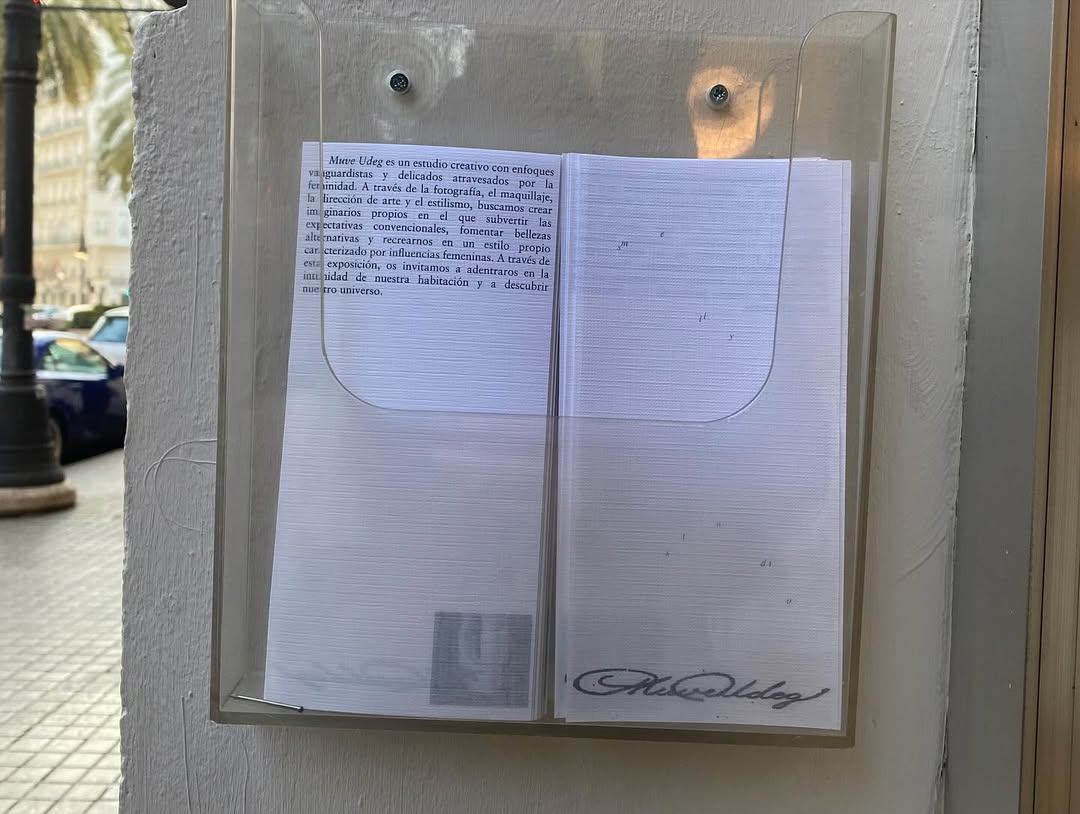 Muve Udeg es un estudio creativo con enfoques
vanguardistas y delicados atravesados por la
feminidad. A través de la fotografía, el maquillaje,
la dirección de arte y el estilismo, buscamos crear
imaginarios propios en el que subvertir las
expectativas convencionales, fomentar bellezas
alternativas y recrearnos en un estilo propio
caracterizado por influencias femeninas. A través de
esta exposición, os invitamos a adentraros en la
intimidad de nuestra habitación y a descubrir
nuestro universo.
Muve Udeg